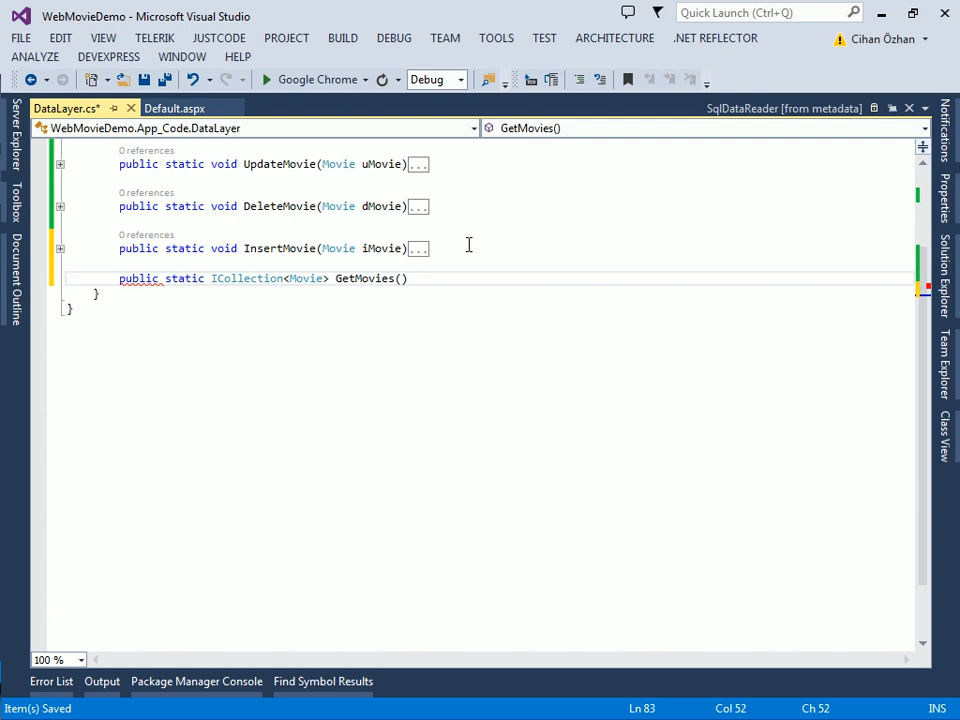 WebMovieDemo - Microsoft Visual Studio
Quick Launch (Ctrl+Q)
FILE EDIT VIEW TELERIK JUSTCODE PROJECT BUILD DEBUG TEAM TOOLS TEST ARCHITECTURE .NET REFLECTOR
Cihan Özhan
ANALYZE DEVEXPRESS WINDOW HELP
Google Chrome
Debug
DataLayer.cs*
Default.aspx
SqlDataReader [from metadata]
WebMovieDemo.App_Code.DataLayer
GetMovies()
Server Explorer
Toolbox
Document Outline
0 references
public static void UpdateMovie(Movie uMovie)...
0 references
public static void DeleteMovie(Movie dMovie)...
0 references
public static void InsertMovie(Movie iMovie)...
public static ICollection<Movie> GetMovies()
}
}
Notifications
Properties
Solution Explorer
Team Explorer
Class View
100 %
Error List Output Package Manager Console Find Symbol Results
Item(s) Saved
Ln 83 Col 52 Ch 52 INS